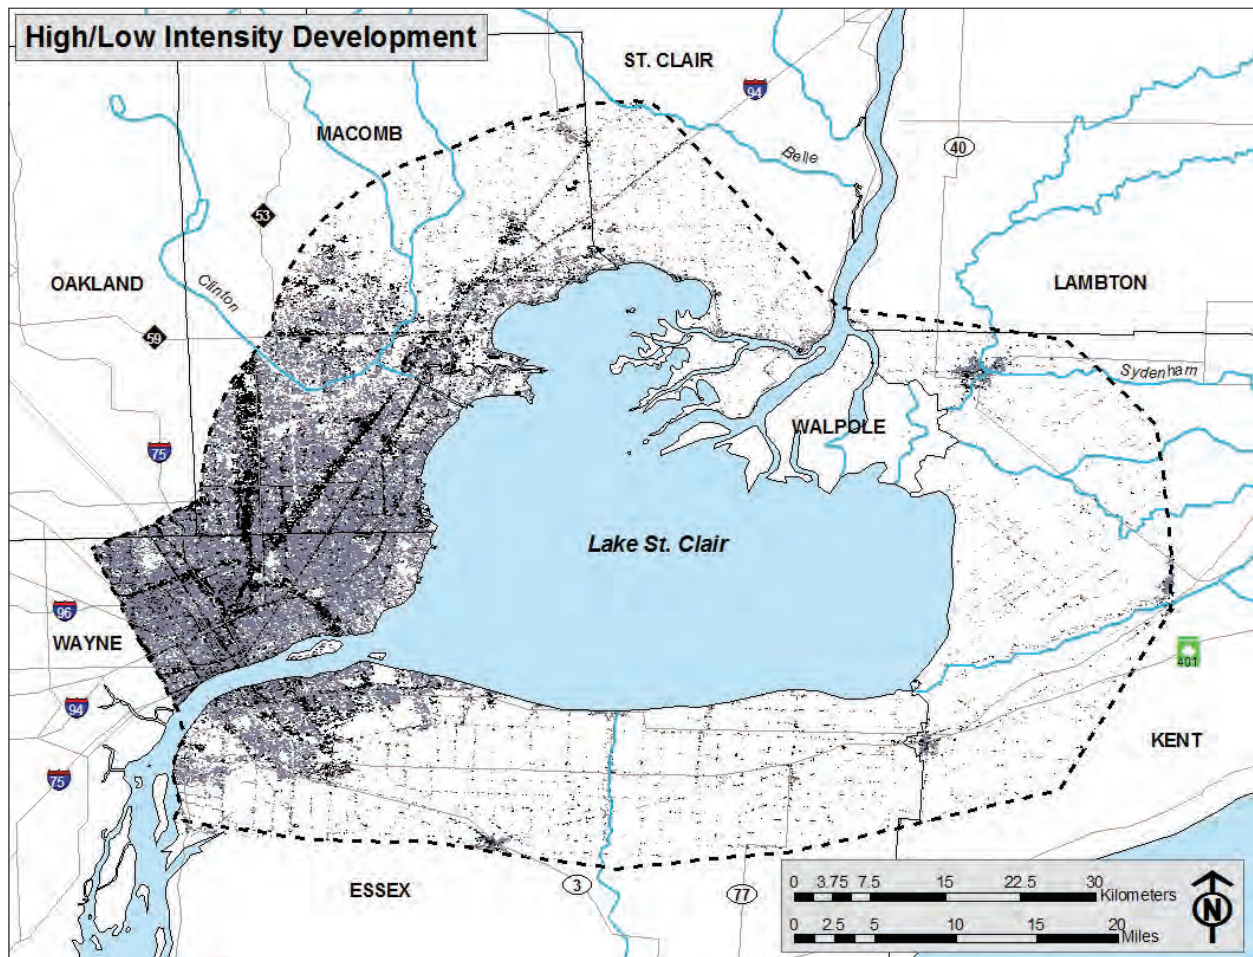 High/Low Intensity Development
ST. CLAIR
94
MACOMB
40
Belle
53
OAKLAND
LAMBTON
Clinton
59
Sydenham
WALPOLE
75
Lake St. Clair
96
WAYNE
401
94
KENT
75
ESSEX
3
77
0 3.75 7.5 15 22.5 30
Kilometers
0 2.5 5 10 15 20
Miles
N